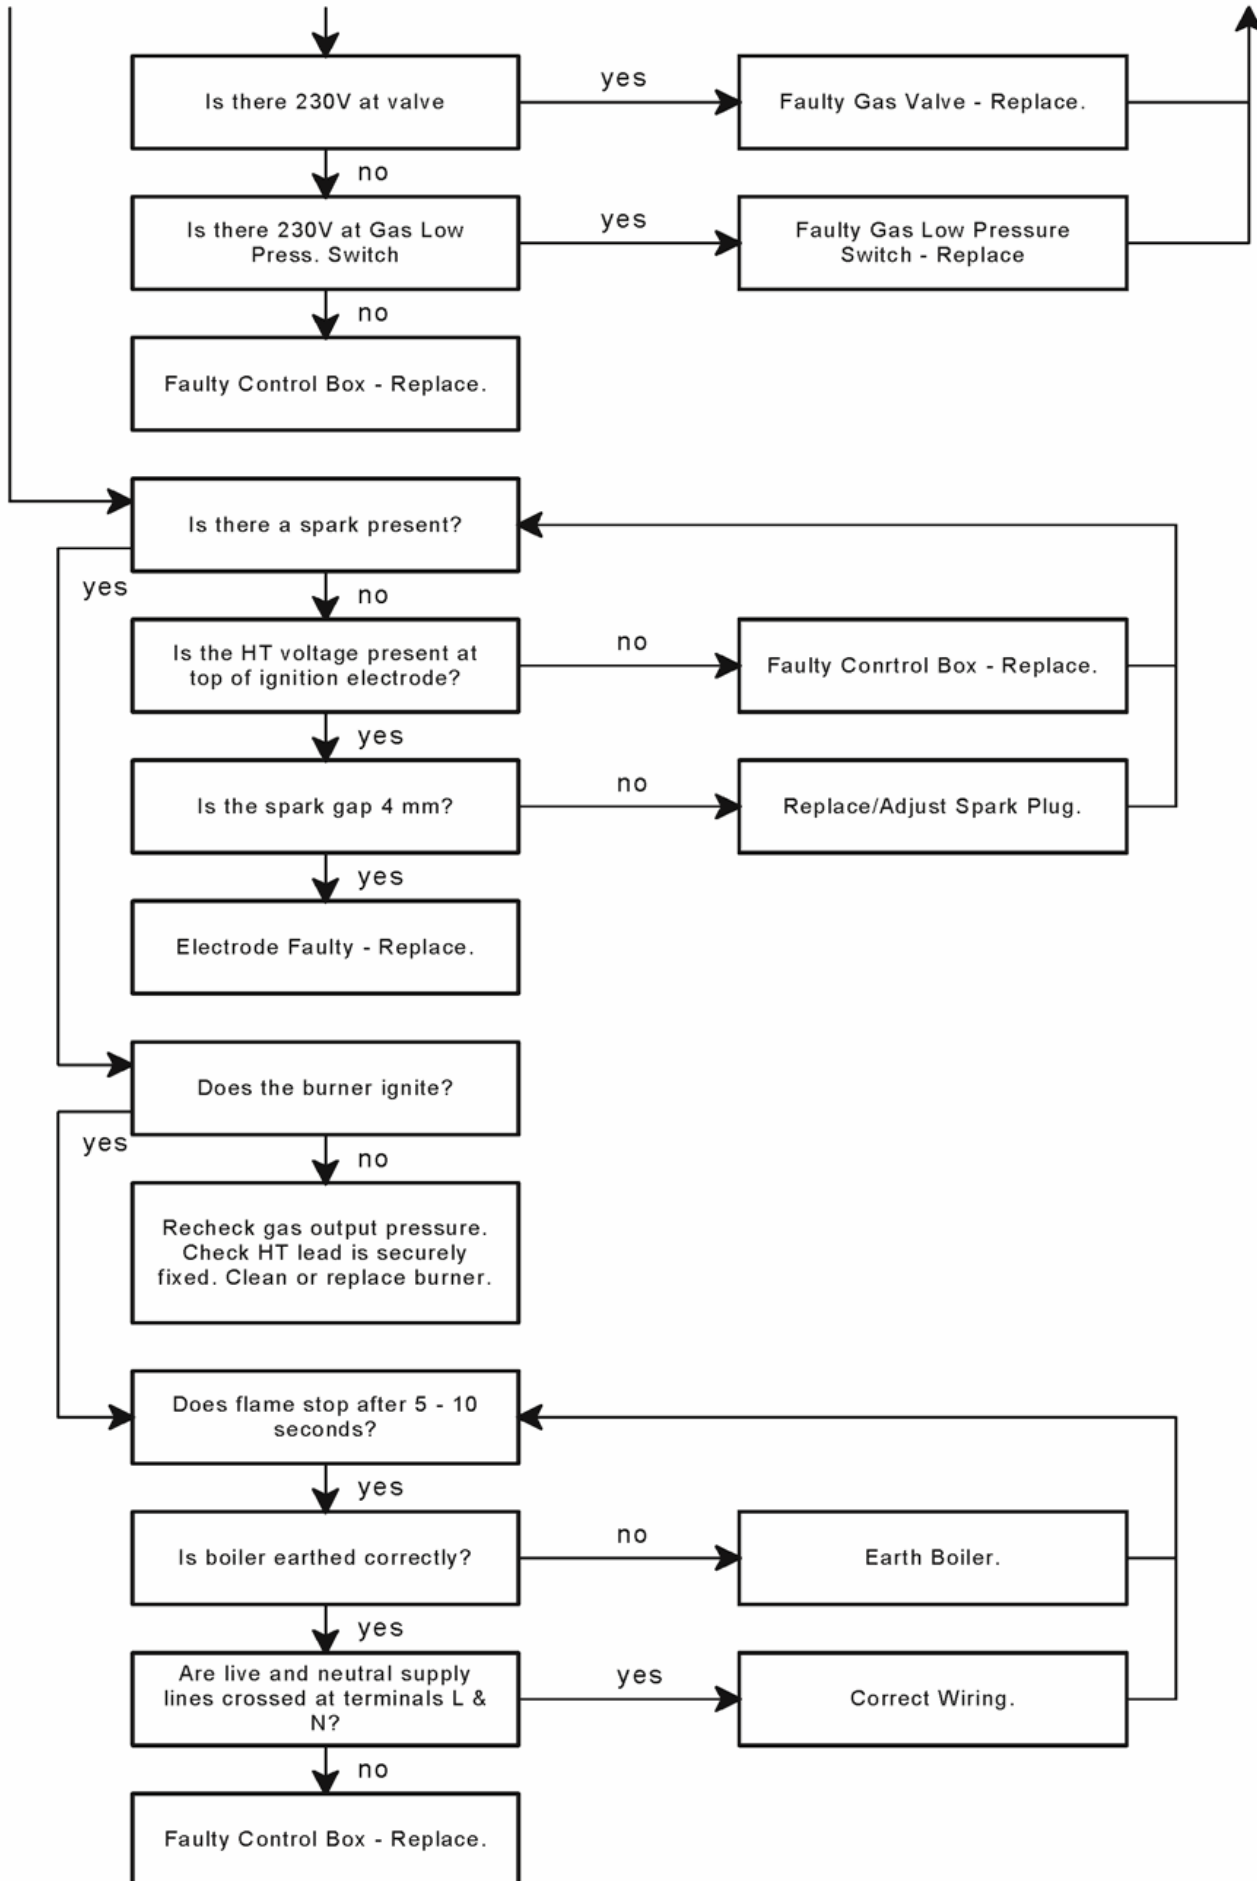 Is there 230V at valve
yes
Faulty Gas Valve - Replace.
no
Is there 230V at Gas Low
Press. Switch
yes
Faulty Gas Low Pressure
Switch - Replace
no
Faulty Control Box - Replace.
Is there a spark present?
yes
no
Is the HT voltage present at
top of ignition electrode?
no
Faulty Conrtrol Box - Replace.
yes
Is the spark gap 4 mm?
no
Replace/Adjust Spark Plug.
yes
Electrode Faulty - Replace.
Does the burner ignite?
yes
no
Recheck gas output pressure.
Check HT lead is securely
fixed. Clean or replace burner.
Does flame stop after 5 - 10
seconds?
yes
Is boiler earthed correctly?
no
Earth Boiler.
yes
Are live and neutral supply
lines crossed at terminals L &
N?
yes
Correct Wiring.
no
Faulty Control Box - Replace.